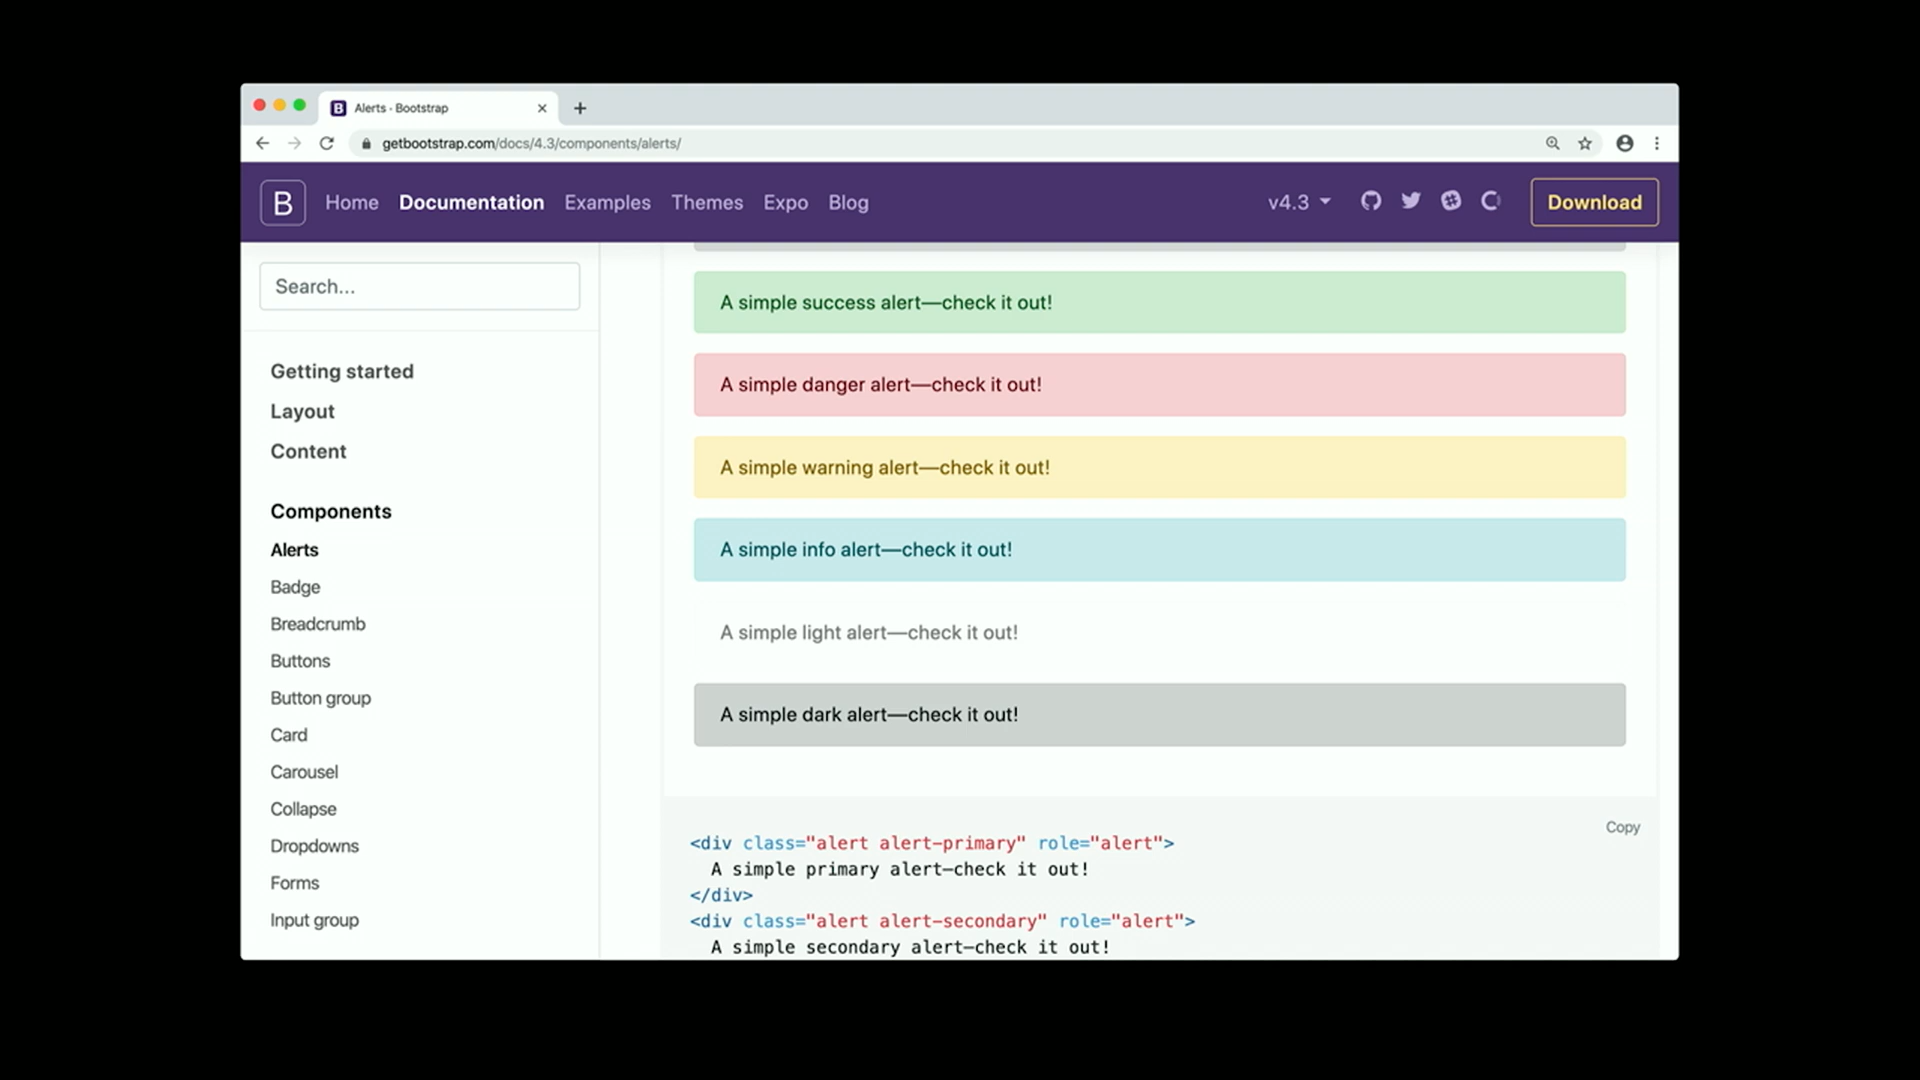 B Alerts · Bootstrap
getbootstrap.com/docs/4.3/components/alerts/
B Home Documentation Examples Themes Expo Blog v4.3 Download
Search...
Getting started
Layout
Content
Components
Alerts
Badge
Breadcrumb
Buttons
Button group
Card
Carousel
Collapse
Dropdowns
Forms
Input group
A simple success alert—check it out!
A simple danger alert—check it out!
A simple warning alert—check it out!
A simple info alert—check it out!
A simple light alert—check it out!
A simple dark alert—check it out!
Copy
<div class="alert alert-primary" role="alert">
  A simple primary alert—check it out!
</div>
<div class="alert alert-secondary" role="alert">
  A simple secondary alert—check it out!